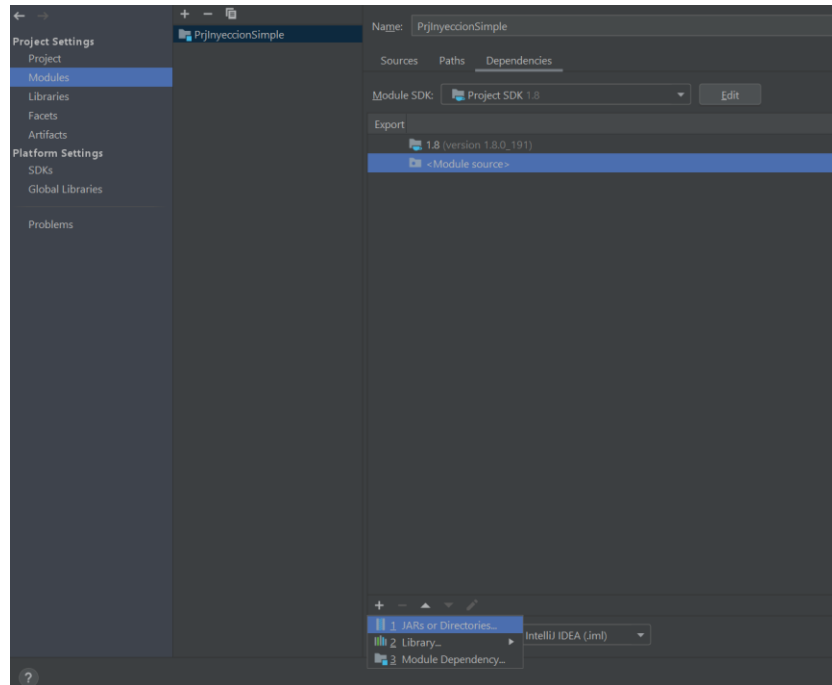 Project Settings
Project
Modules
Libraries
Facets
Artifacts
Platform Settings
SDKs
Global Libraries
Problems
PrjInyeccionSimple
Name: PrjInyeccionSimple
Sources Paths Dependencies
Module SDK: Project SDK 1.8 Edit
Export
1.8 (version 1.8.0_191)
<Module source>
1 JARs or Directories...
2 Library...
IntelliJ IDEA (.iml)
3 Module Dependency...
?